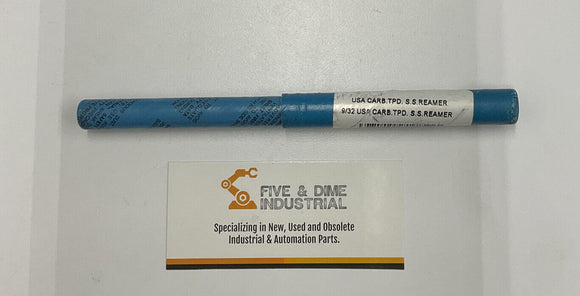 USA CARB.TPD. S.S.REAMER
9/32 USA CARB.TPD. S.S.REAMER
FIVE & DIME
INDUSTRIAL
Specializing in New, Used and Obsolete
Industrial & Automation Parts.